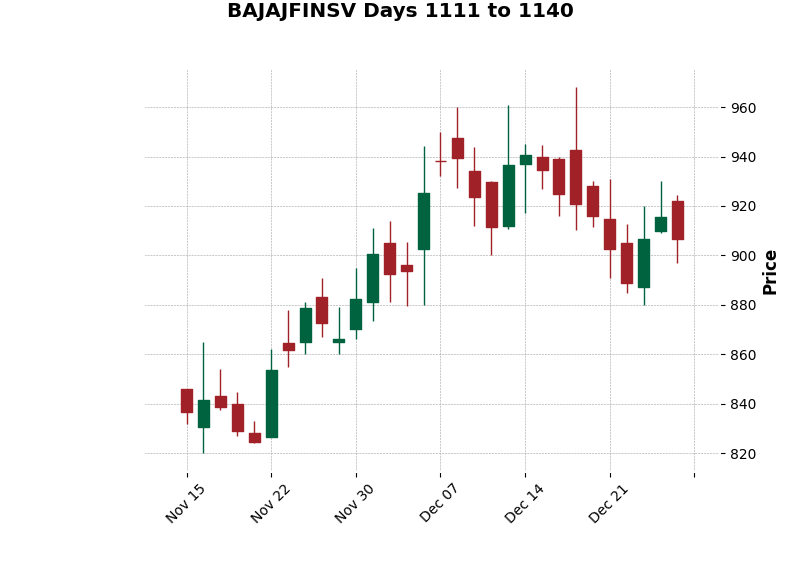 BAJAJFINSV Days 1111 to 1140
960
940
920
900
880
860
840
820
Price
Nov 15
Nov 22
Nov 30
Dec 07
Dec 14
Dec 21